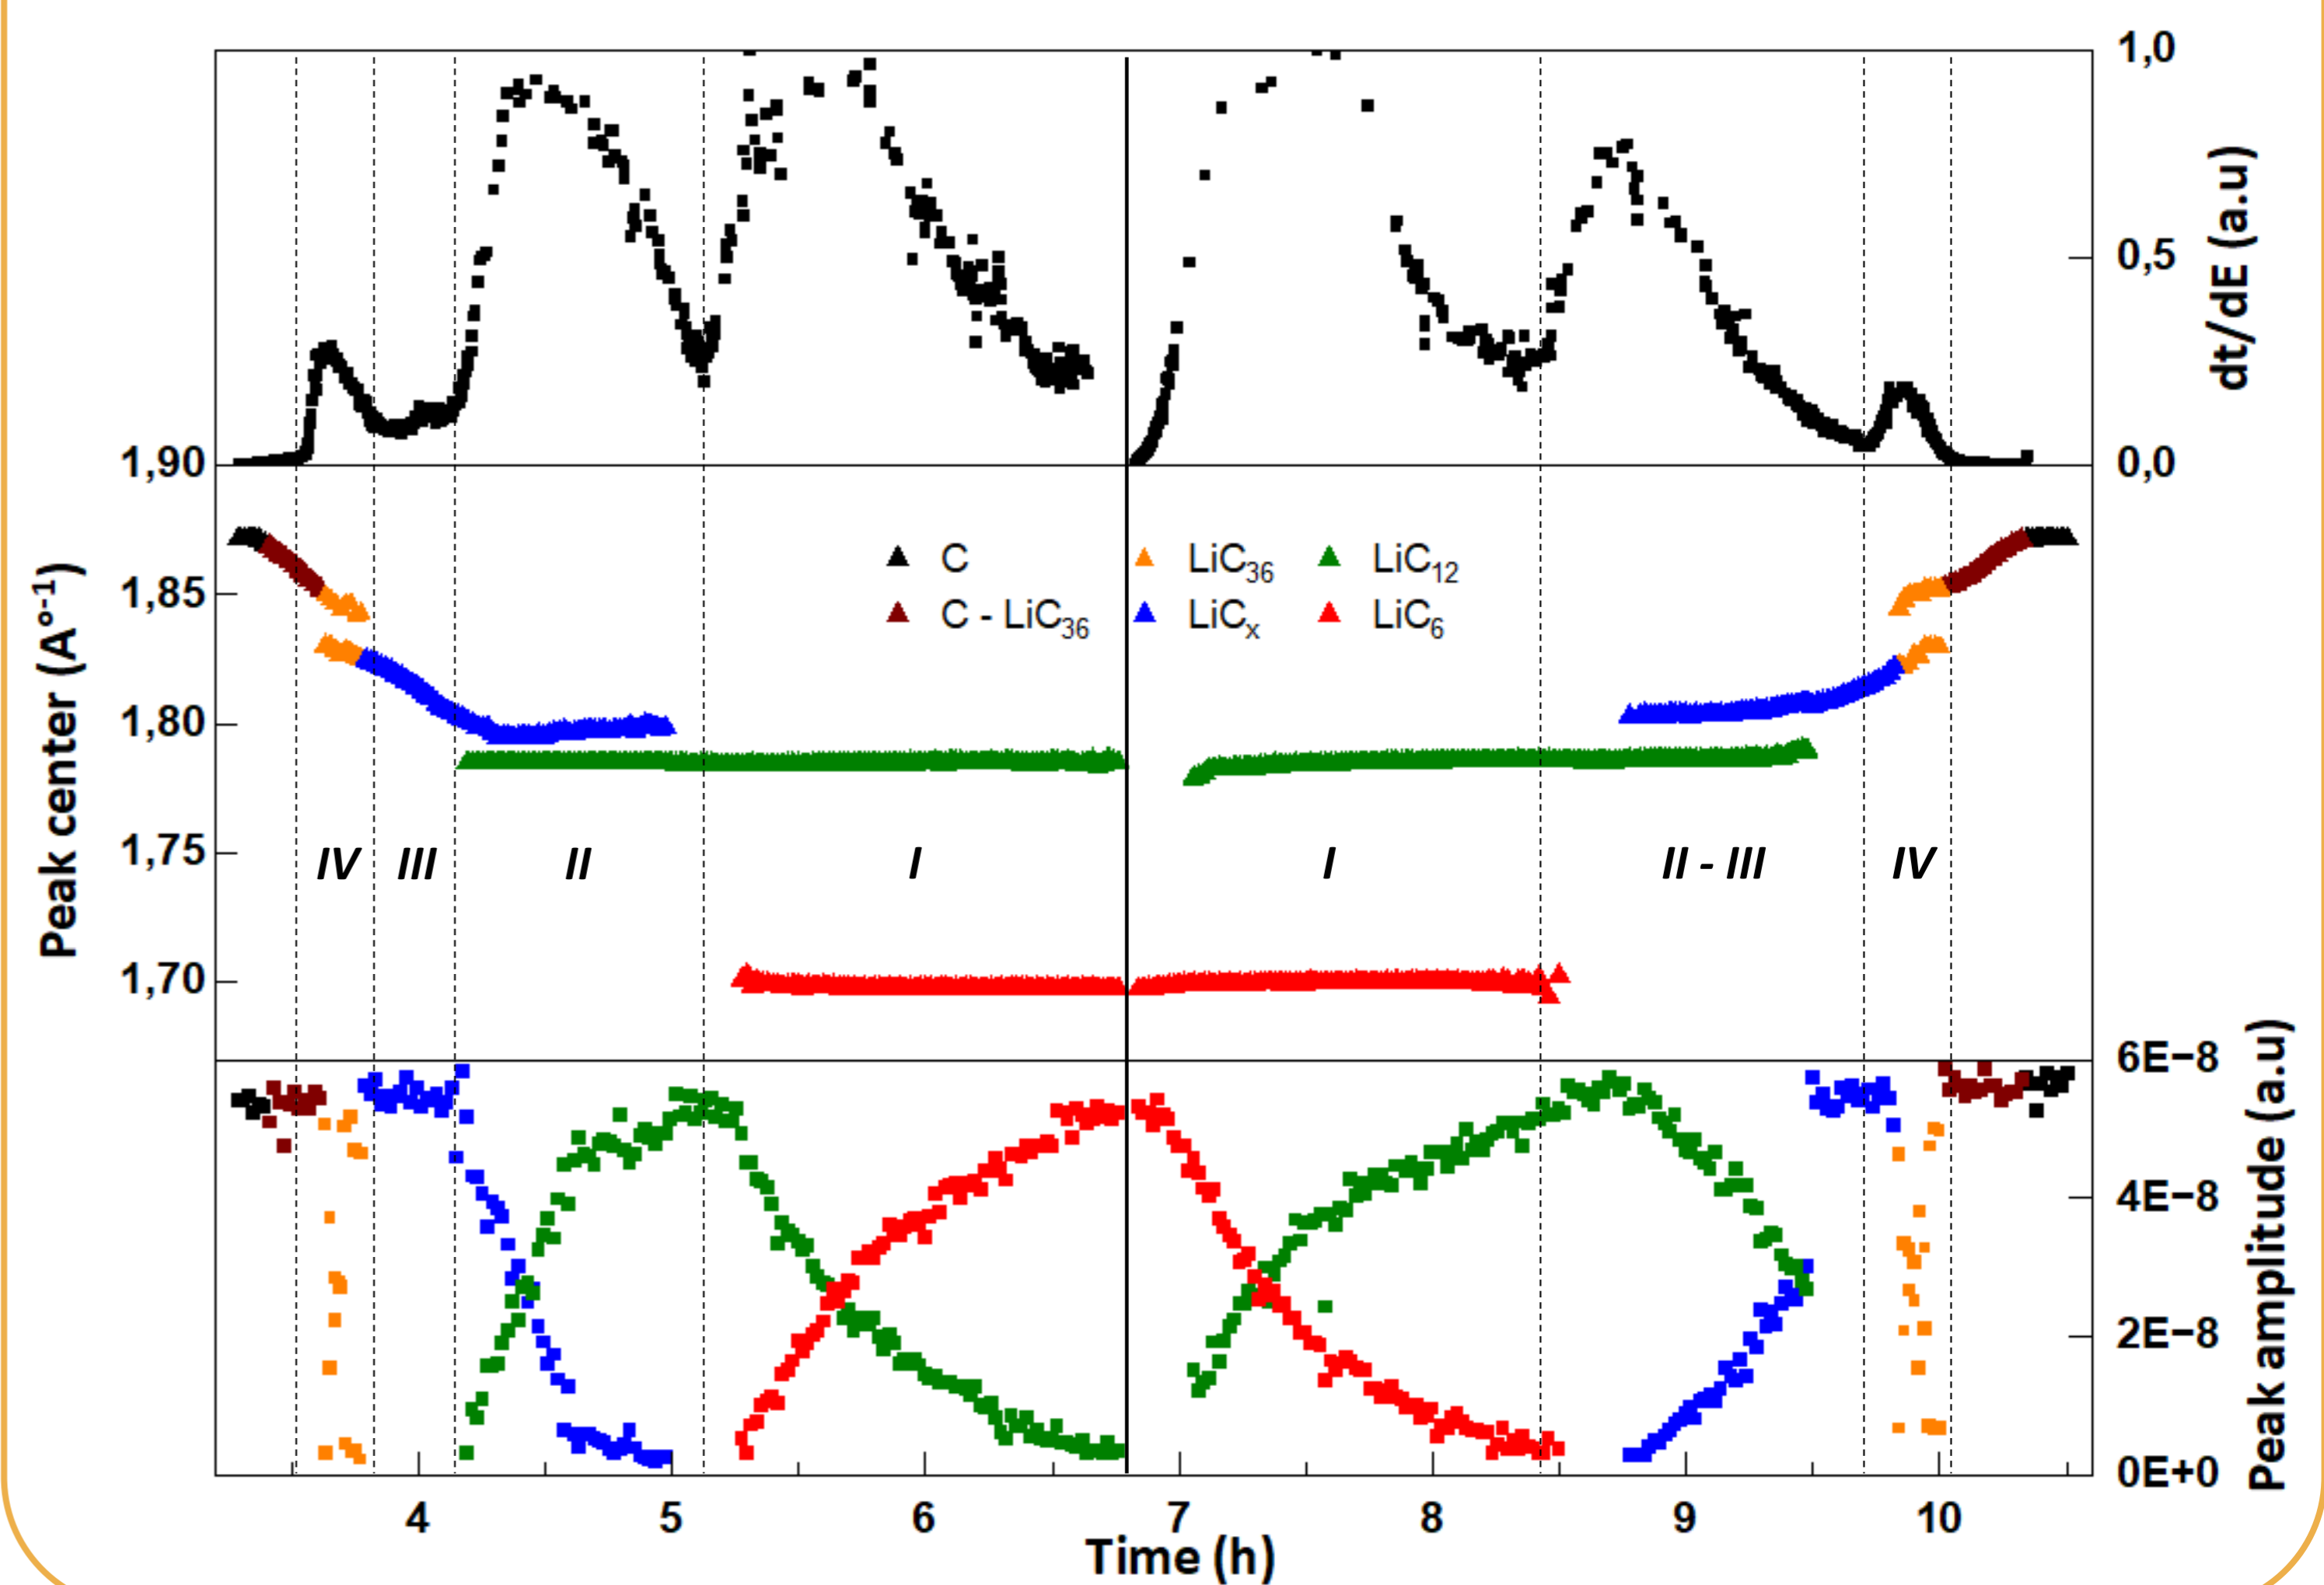 1,0
0,5
0,0
dt/dE (a.u)
1,90
1,85
1,80
1,75
1,70
Peak center (A°⁻¹)
C
LiC₃₆
LiC₁₂
C - LiC₃₆
LiCₓ
LiC₆
IV
III
II
I
I
II - III
IV
6E−8
4E−8
2E−8
0E+0
Peak amplitude (a.u)
4
5
6
7
8
9
10
Time (h)